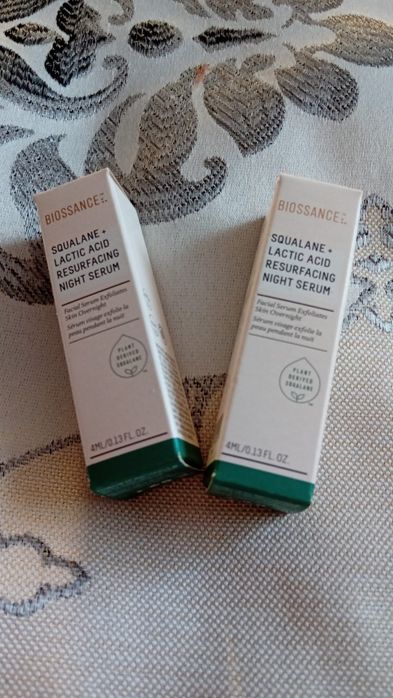 BIOSSANCE
SQUALANE +
LACTIC ACID
RESURFACING
NIGHT SERUM
Facial Serum Exfoliates
Skin Overnight
Sérum visage exfolie la
peau pendant la nuit
PLANT
DERIVED
SQUALANE
4ML/0.13 FL. OZ.
BIOSSANCE
SQUALANE +
LACTIC ACID
RESURFACING
NIGHT SERUM
Facial Serum Exfoliates
Skin Overnight
Sérum visage exfolie la
peau pendant la nuit
PLANT
DERIVED
SQUALANE
TM
4ML/0.13 FL. OZ.